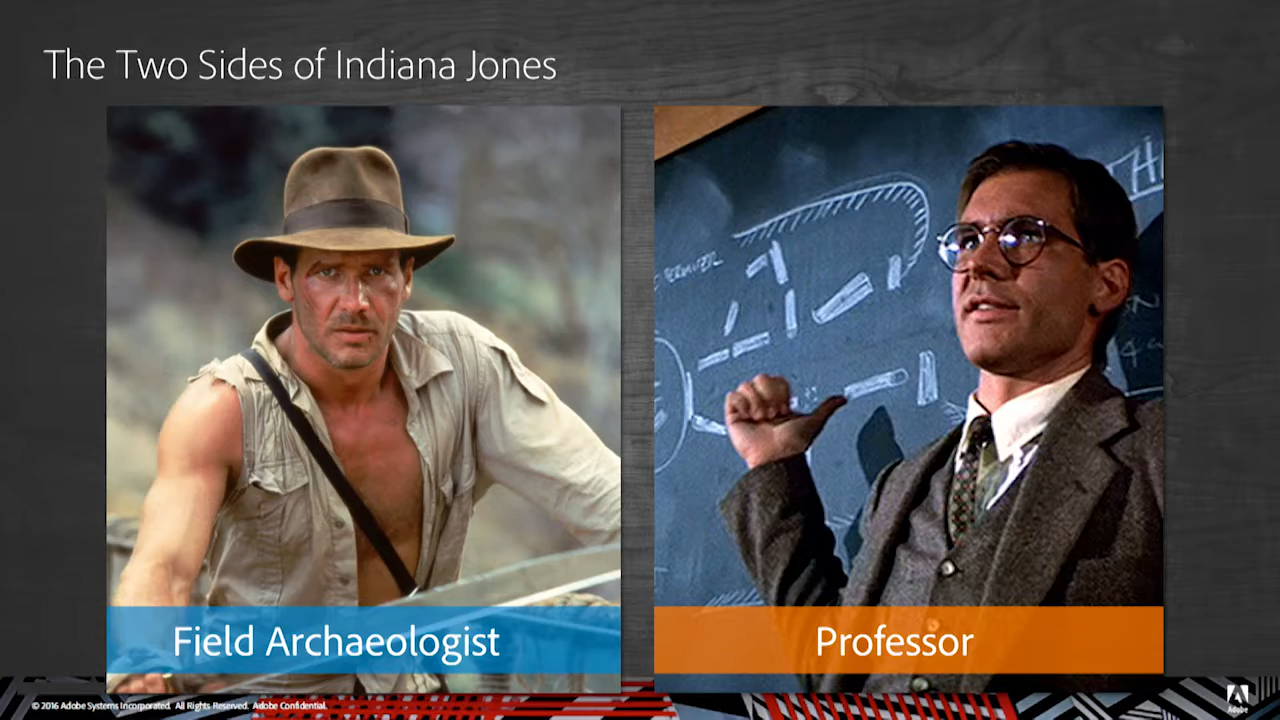 The Two Sides of Indiana Jones
Field Archaeologist
Professor
© 2016 Adobe Systems Incorporated. All Rights Reserved. Adobe Confidential.
Adobe